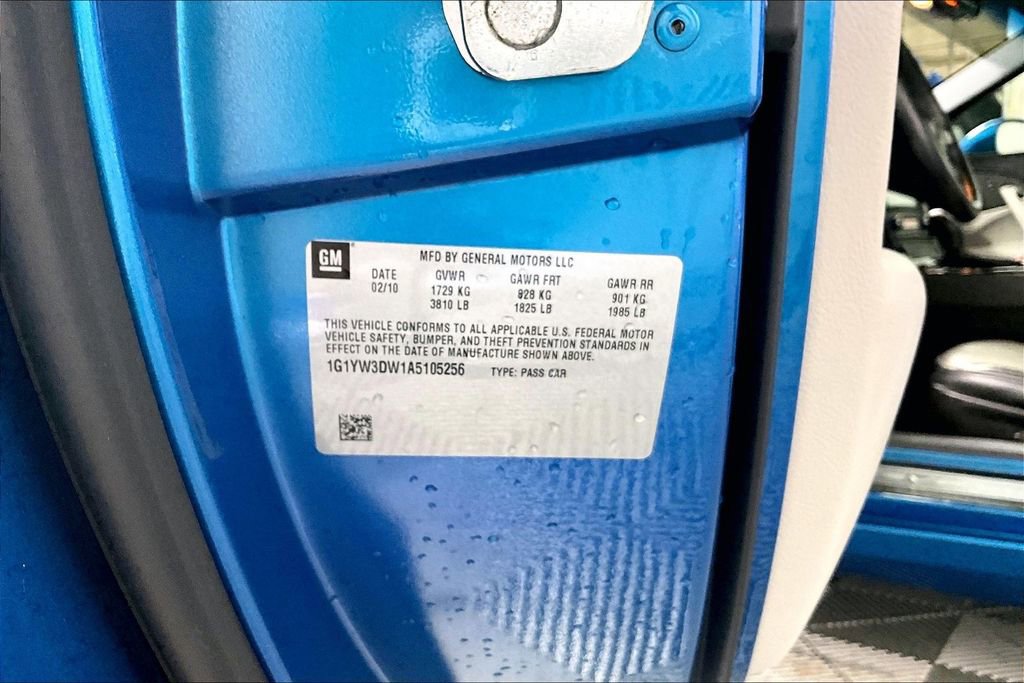 GM
MFD BY GENERAL MOTORS LLC
DATE GVWR GAWR FRT GAWR RR
02/10 1729 KG 828 KG 901 KG
3810 LB 1825 LB 1985 LB
THIS VEHICLE CONFORMS TO ALL APPLICABLE U.S. FEDERAL MOTOR
VEHICLE SAFETY, BUMPER, AND THEFT PREVENTION STANDARDS IN
EFFECT ON THE DATE OF MANUFACTURE SHOWN ABOVE.
1G1YW3DW1A5105256 TYPE: PASS CAR